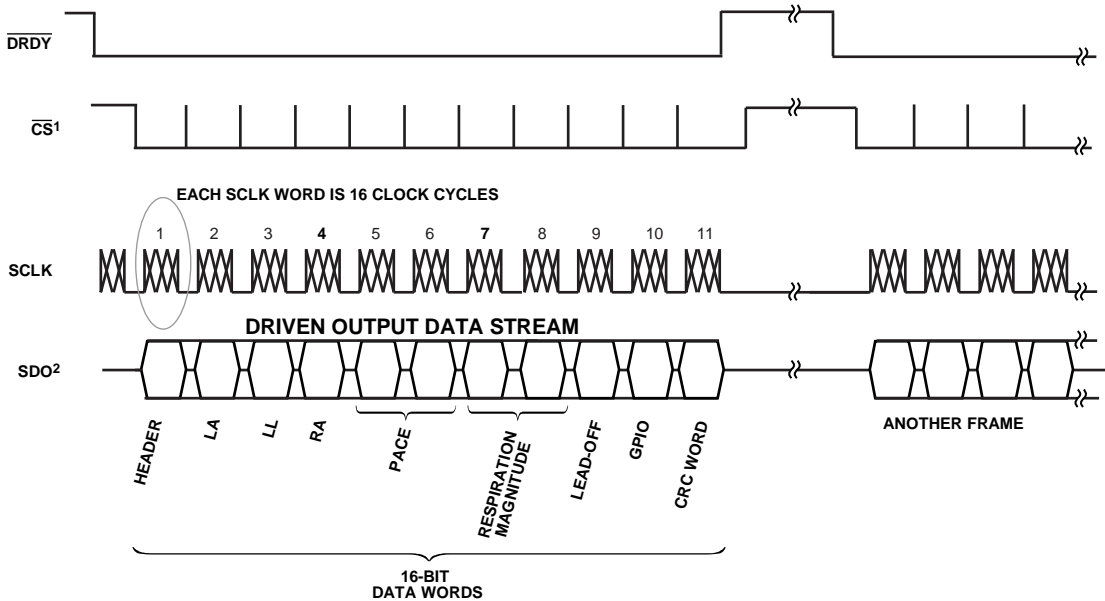 DRDY
CS1
EACH SCLK WORD IS 16 CLOCK CYCLES
1 2 3 4 5 6 7 8 9 10 11
SCLK
DRIVEN OUTPUT DATA STREAM
SDO2
HEADER
LA
LL
RA
PACE
RESPIRATION
MAGNITUDE
LEAD-OFF
GPIO
CRC WORD
ANOTHER FRAME
16-BIT
DATA WORDS